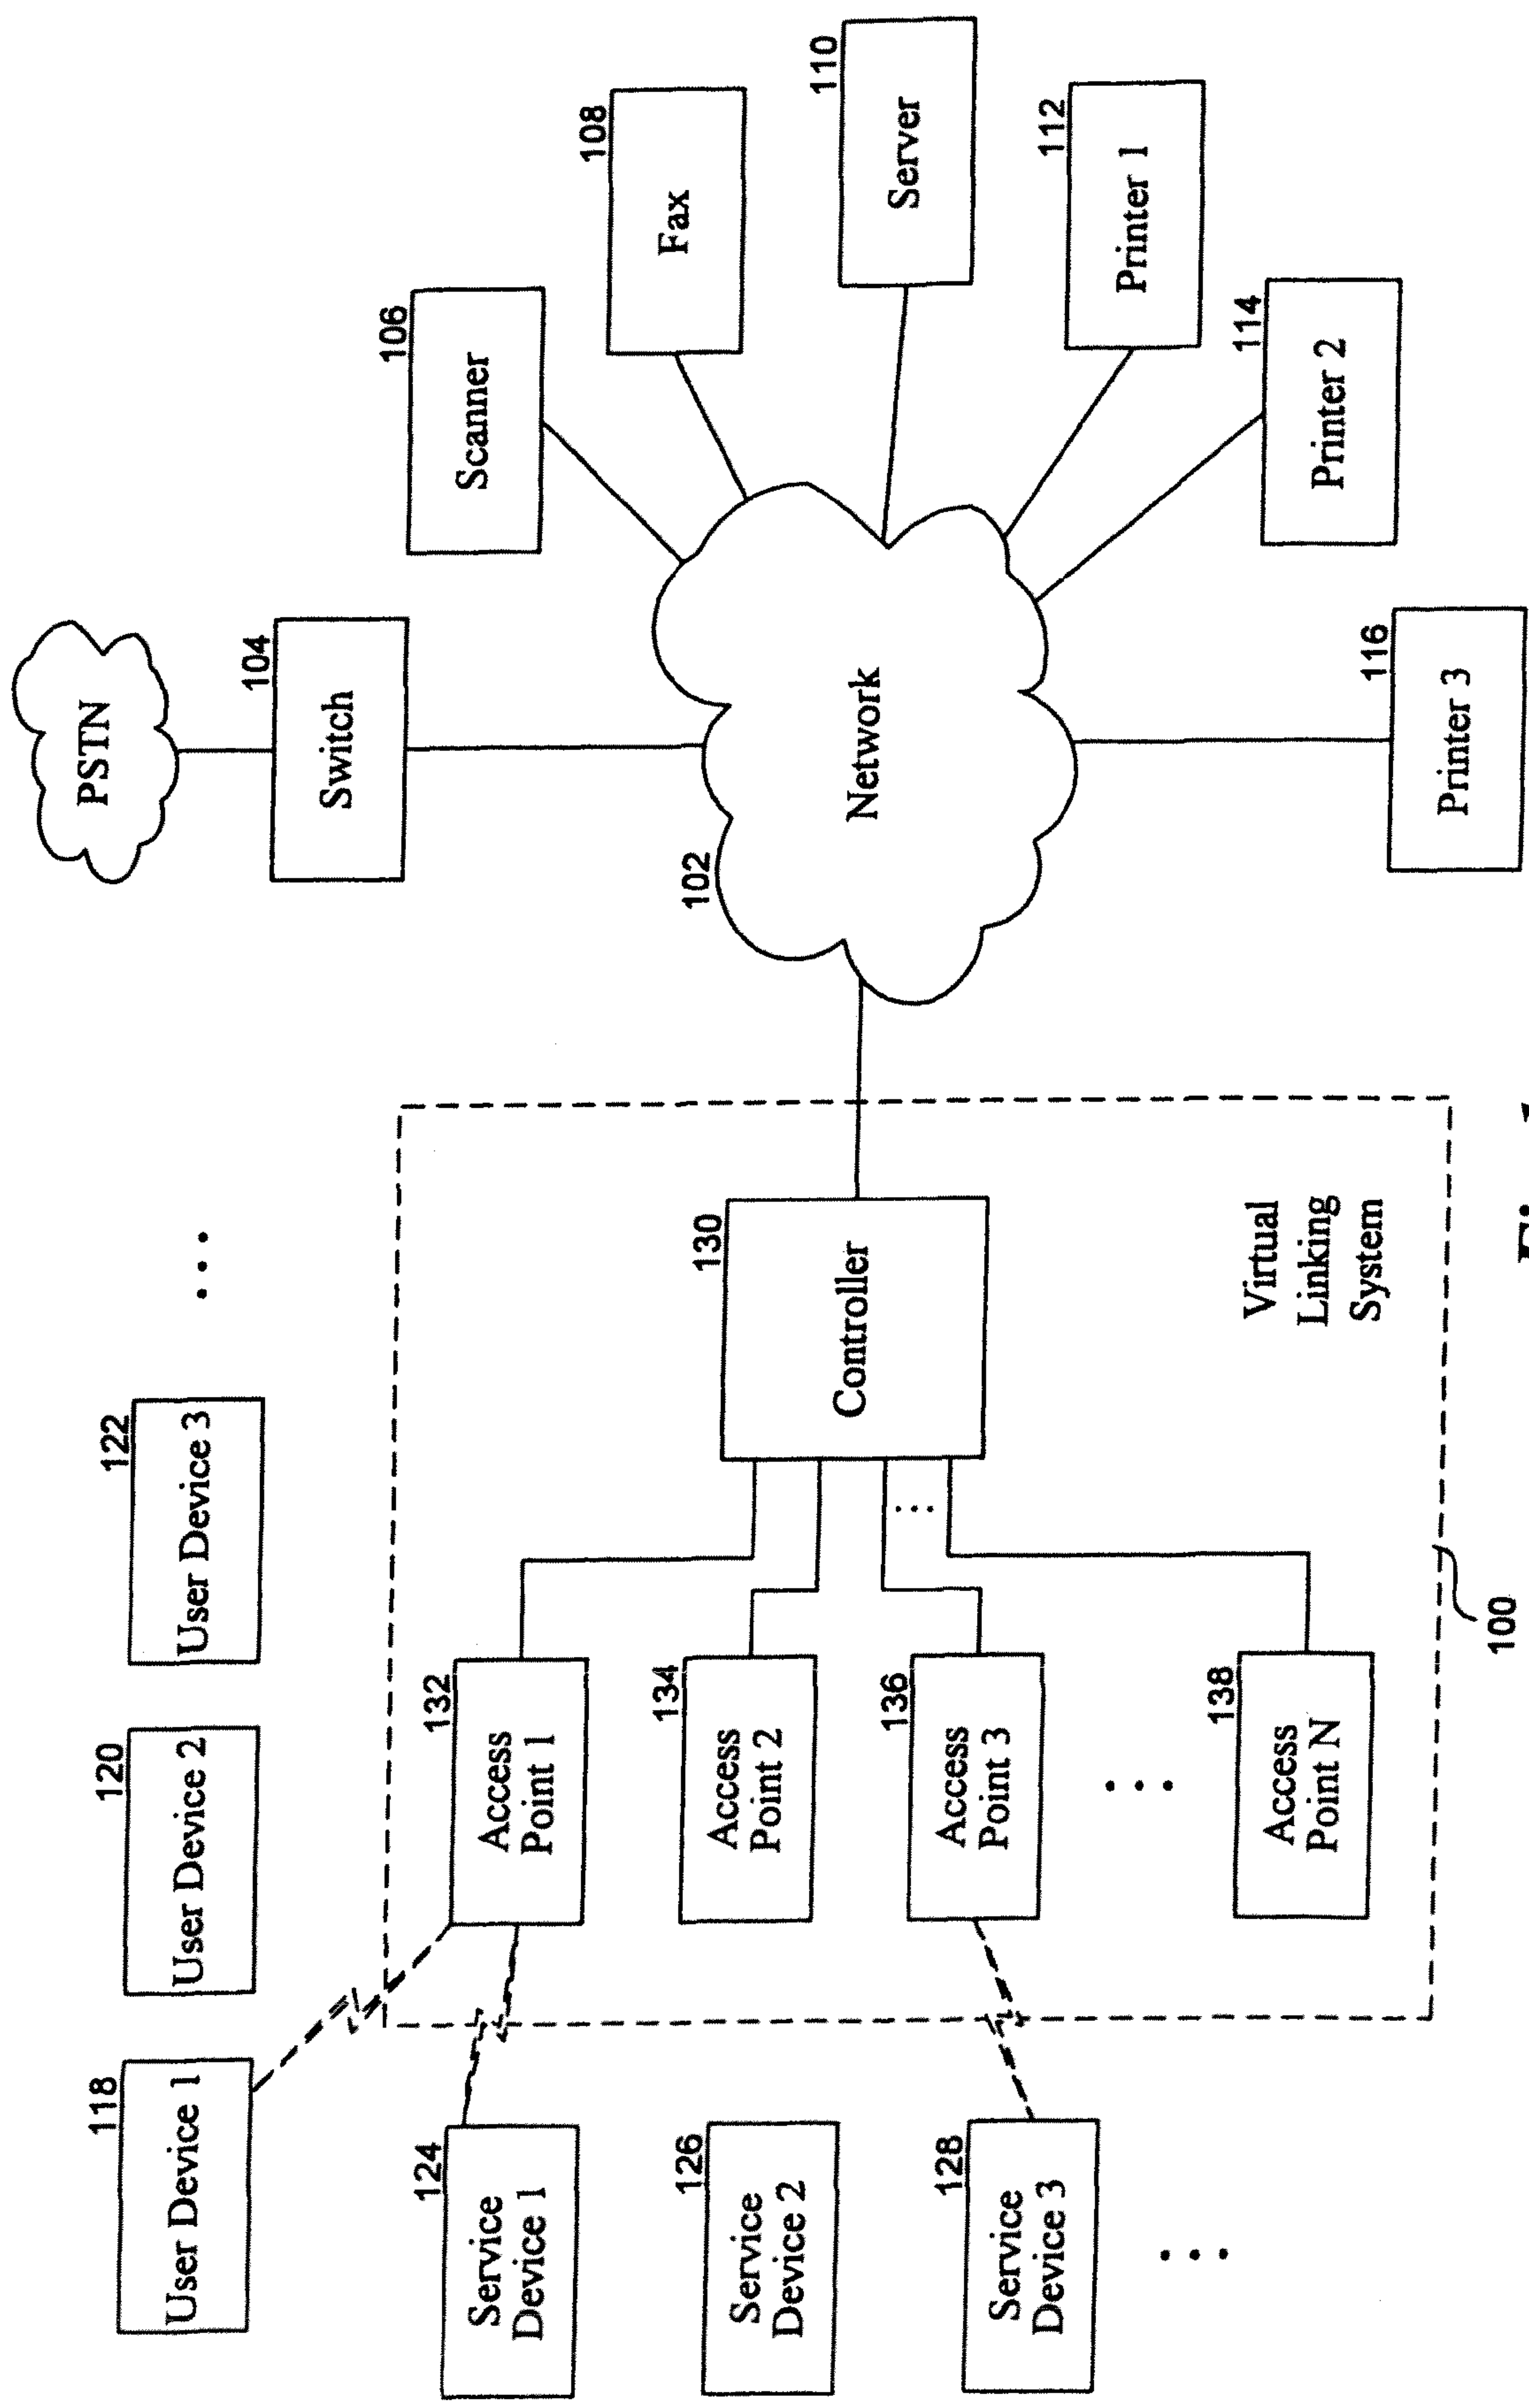 118
User Device 1
120
User Device 2
122
User Device 3
...
PSTN
104
Switch
124
Service
Device 1
126
Service
Device 2
128
Service
Device 3
...
132
Access
Point 1
134
Access
Point 2
136
Access
Point 3
...
138
Access
Point N
130
Controller
...
Virtual
Linking
System
100
102
Network
106
Scanner
108
Fax
110
Server
112
Printer 1
114
Printer 2
116
Printer 3